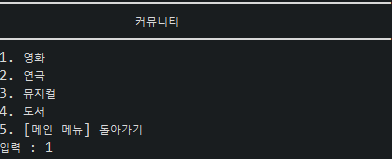 커뮤니티
1. 영화
2. 연극
3. 뮤지컬
4. 도서
5. [메인 메뉴] 돌아가기
입력 : 1